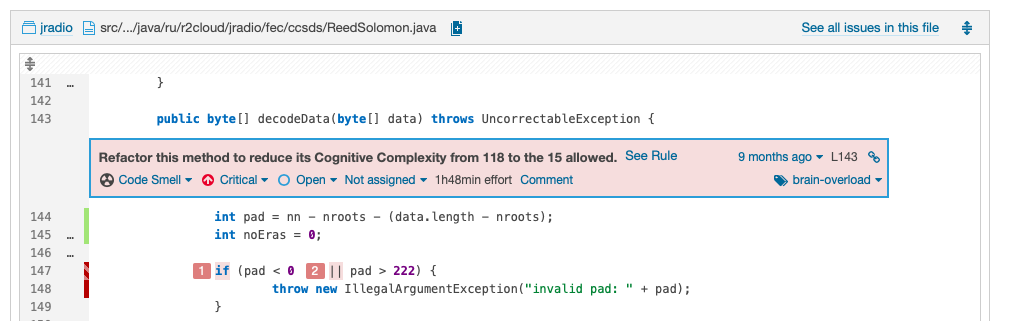 jradio src/.../java/ru/r2cloud/jradio/fec/ccsds/ReedSolomon.java See all issues in this file
141 … }
142
143 public byte[] decodeData(byte[] data) throws UncorrectableException {
Refactor this method to reduce its Cognitive Complexity from 118 to the 15 allowed. See Rule 9 months ago L143
Code Smell Critical Open Not assigned 1h48min effort Comment brain-overload
144 int pad = nn - nroots - (data.length - nroots);
145 … int noEras = 0;
146 …
147 1 if (pad < 0 2 || pad > 222) {
148 throw new IllegalArgumentException("invalid pad: " + pad);
149 }